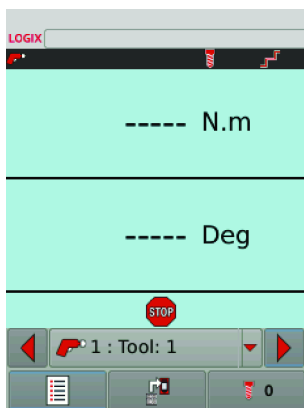 LOGIX
----- N.m
----- Deg
STOP
1 : Tool: 1
0